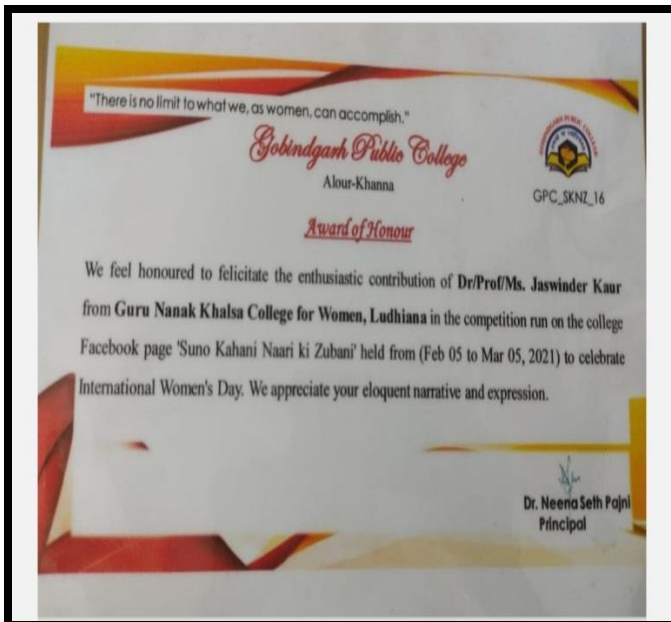 "There is no limit to what we, as women, can accomplish."
Gobindgarh Public College
Alour-Khanna
GPC_SKNZ_16
Award of Honour
We feel honoured to felicitate the enthusiastic contribution of Dr/Prof/Ms. Jaswinder Kaur
from Guru Nanak Khalsa College for Women, Ludhiana in the competition run on the college
Facebook page 'Suno Kahani Naari ki Zubani' held from (Feb 05 to Mar 05, 2021) to celebrate
International Women's Day. We appreciate your eloquent narrative and expression.
Dr. Neena Seth Pajni
Principal